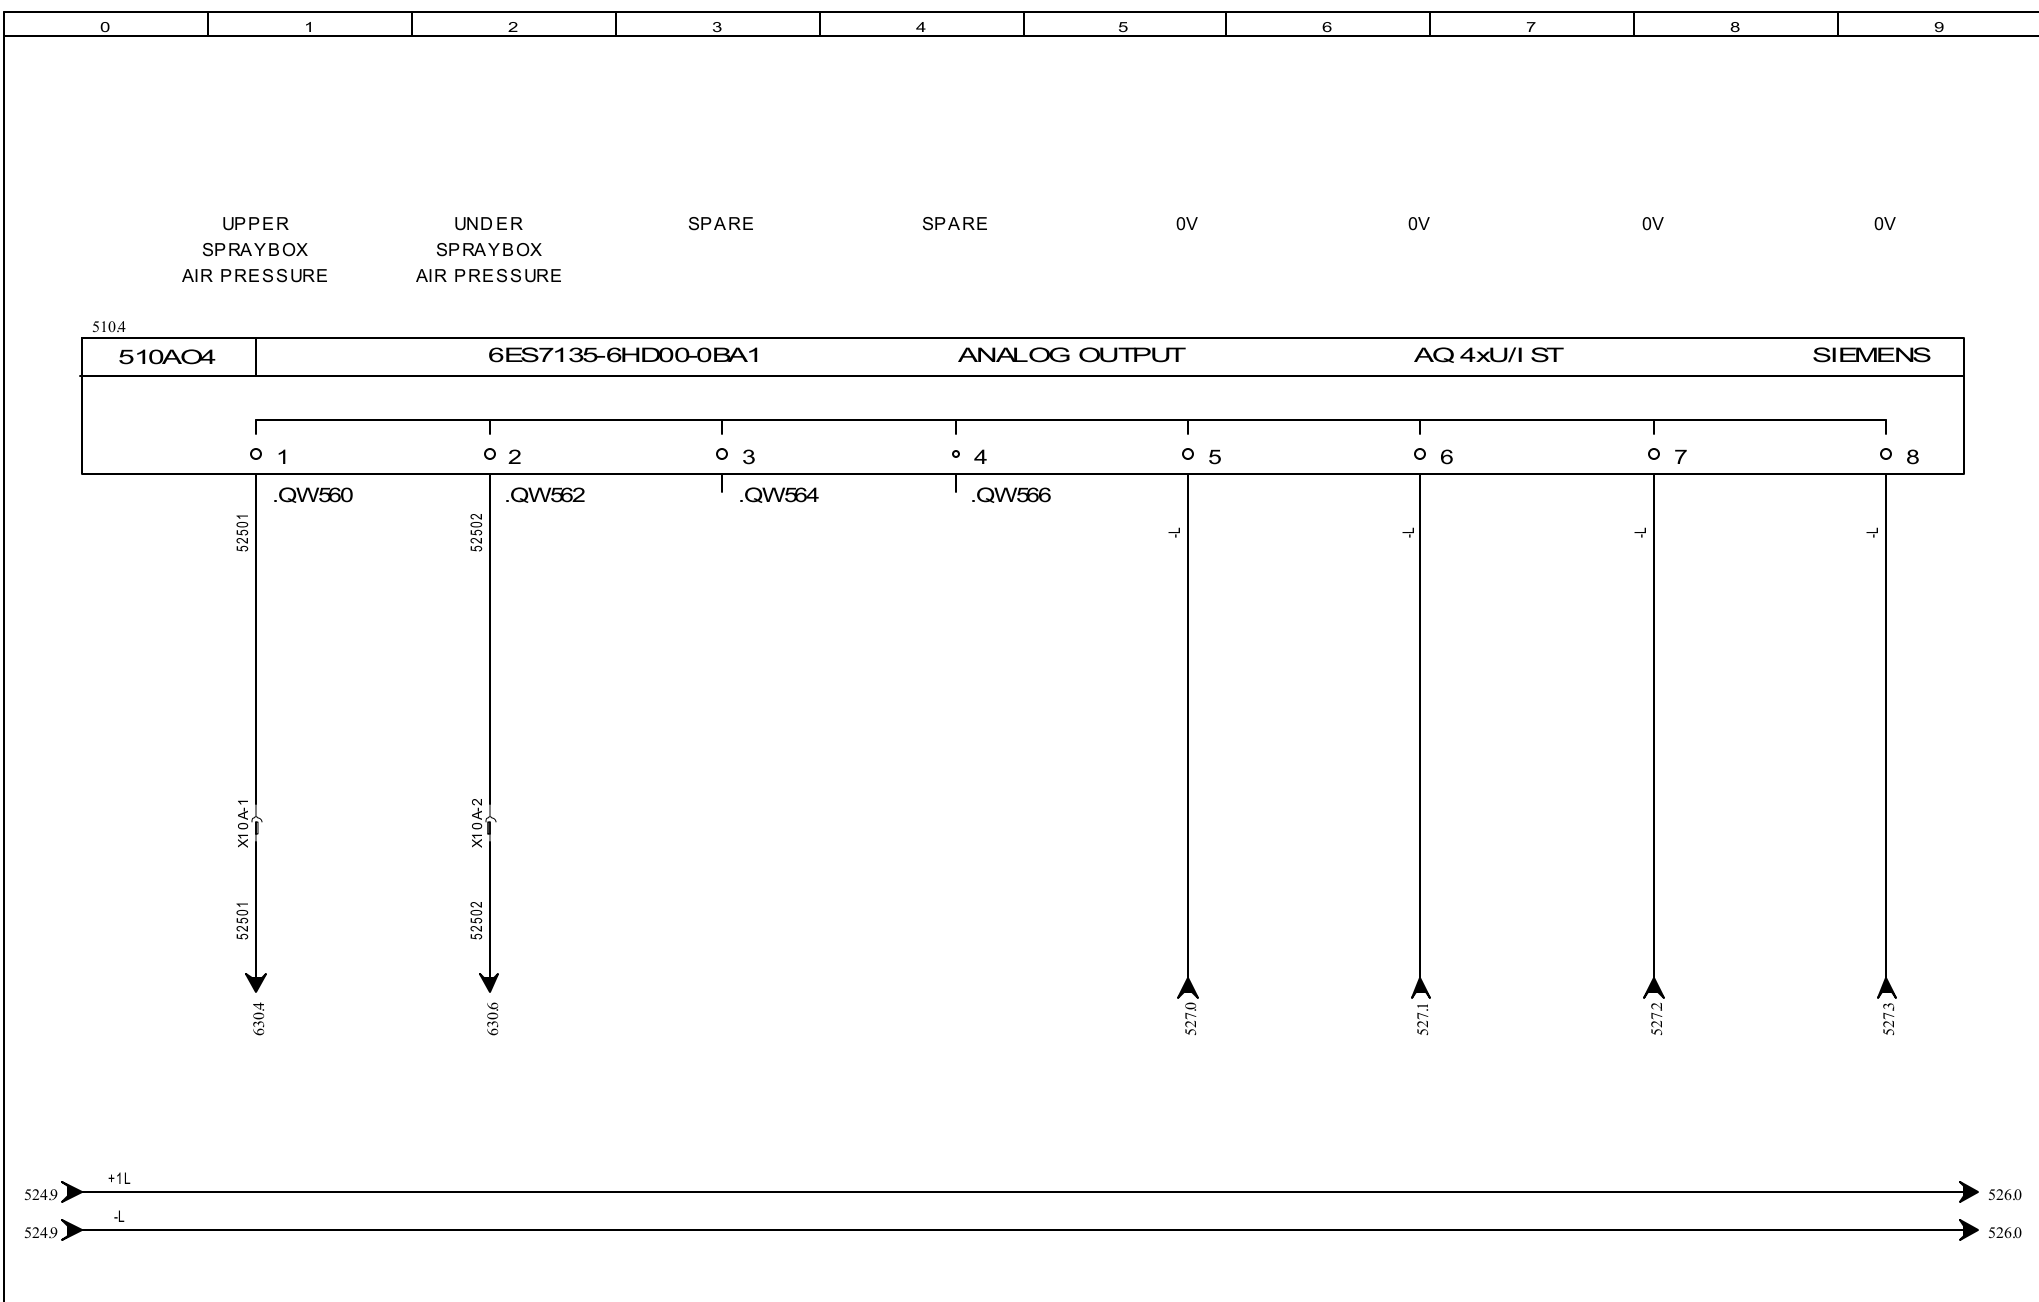 0 1 2 3 4 5 6 7 8 9
UPPER UNDER SPARE SPARE 0V 0V 0V 0V
SPRAYBOX SPRAYBOX
AIR PRESSURE AIR PRESSURE
510.4
510AO4 6ES7135-6HD00-0BA1 ANALOG OUTPUT AQ 4xU/I ST SIEMENS
1 2 3 4 5 6 7 8
.QW560 .QW562 .QW564 .QW566
52501 52502 -L -L -L -L
X10A-1 X10A-2
52501 52502
630.4 630.6 527.0 527.1 527.2 527.3
+1L
524.9 526.0
-L
524.9 526.0